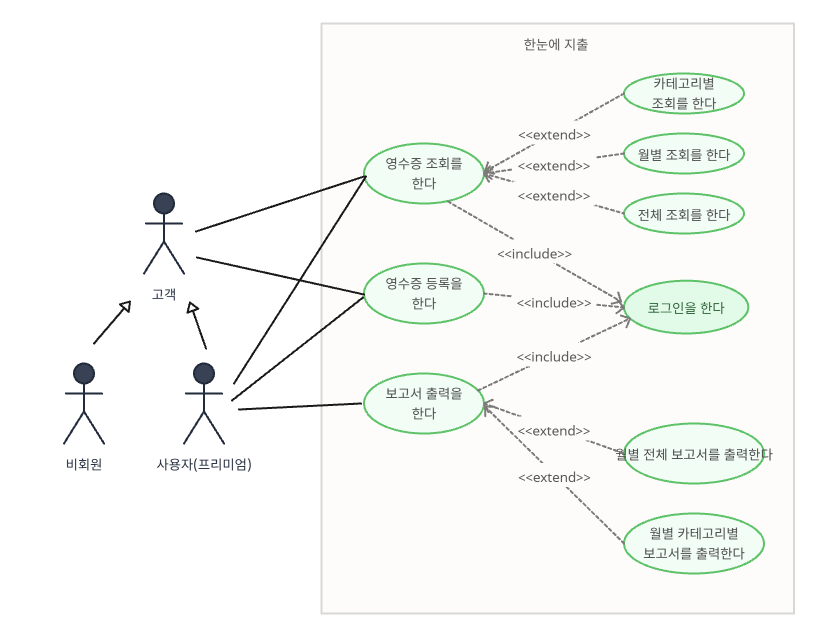 한눈에 지출
카테고리별
조회를 한다
<<extend>>
영수증 조회를
한다
<<extend>>
월별 조회를 한다
<<extend>>
전체 조회를 한다
고객
<<include>>
영수증 등록을
한다
<<include>>
로그인을 한다
<<include>>
보고서 출력을
한다
<<extend>>
월별 전체 보고서를 출력한다
비회원
사용자(프리미엄)
<<extend>>
월별 카테고리별
보고서를 출력한다